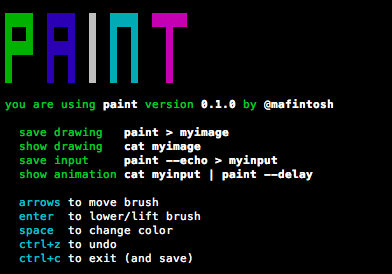 PAINT
you are using paint version 0.1.0 by @mafintosh
save drawing paint > myimage
show drawing cat myimage
save input paint --echo > myinput
show animation cat myinput | paint --delay
arrows to move brush
enter to lower/lift brush
space to change color
ctrl+z to undo
ctrl+c to exit (and save)